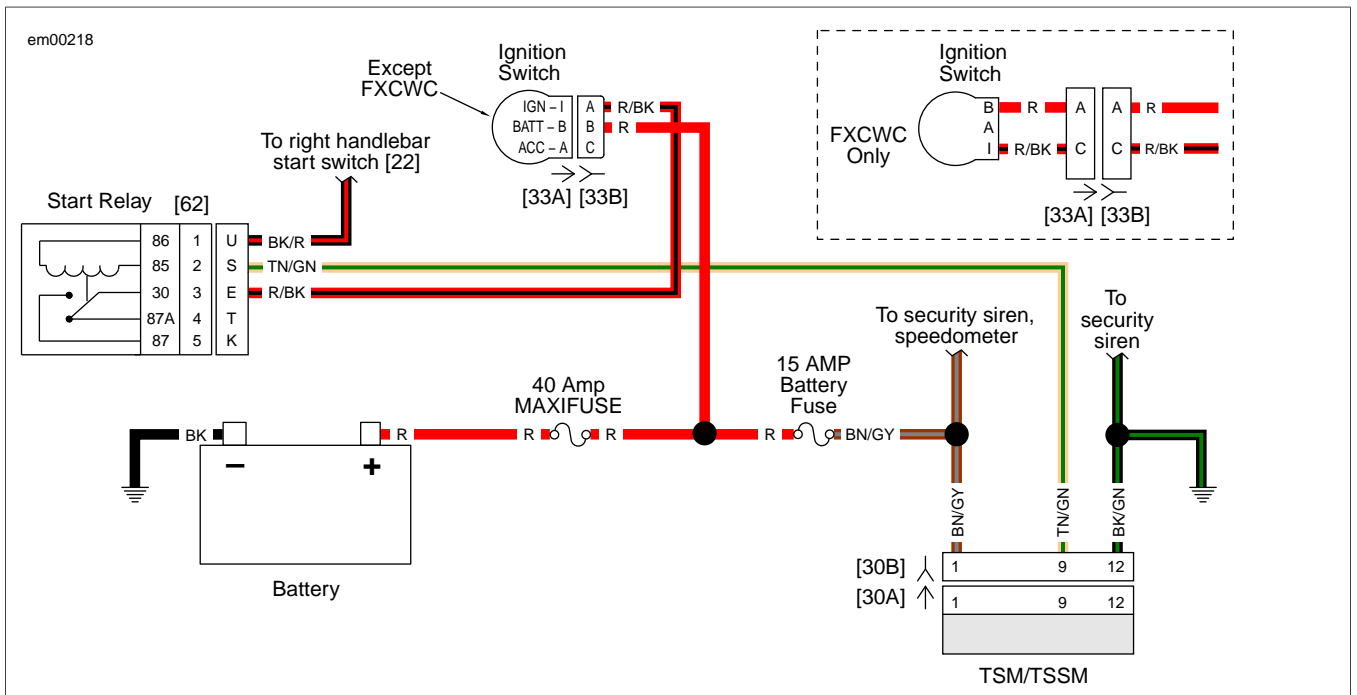 em00218
Ignition
Switch
Except
FXCWC
IGN – I A R/BK
BATT – B B R
ACC – A C
[33A] [33B]
Ignition
Switch
FXCWC
Only
B R A A R
A
I R/BK C C R/BK
[33A] [33B]
To right handlebar
start switch [22]
Start Relay [62]
86 1 U BK/R
85 2 S TN/GN
30 3 E R/BK
87A 4 T
87 5 K
To security siren,
speedometer
To
security
siren
40 Amp
MAXIFUSE
15 AMP
Battery
Fuse
BK R R R R BN/GY
– +
Battery
BN/GY TN/GN BK/GN
[30B] 1 9 12
[30A] 1 9 12
TSM/TSSM